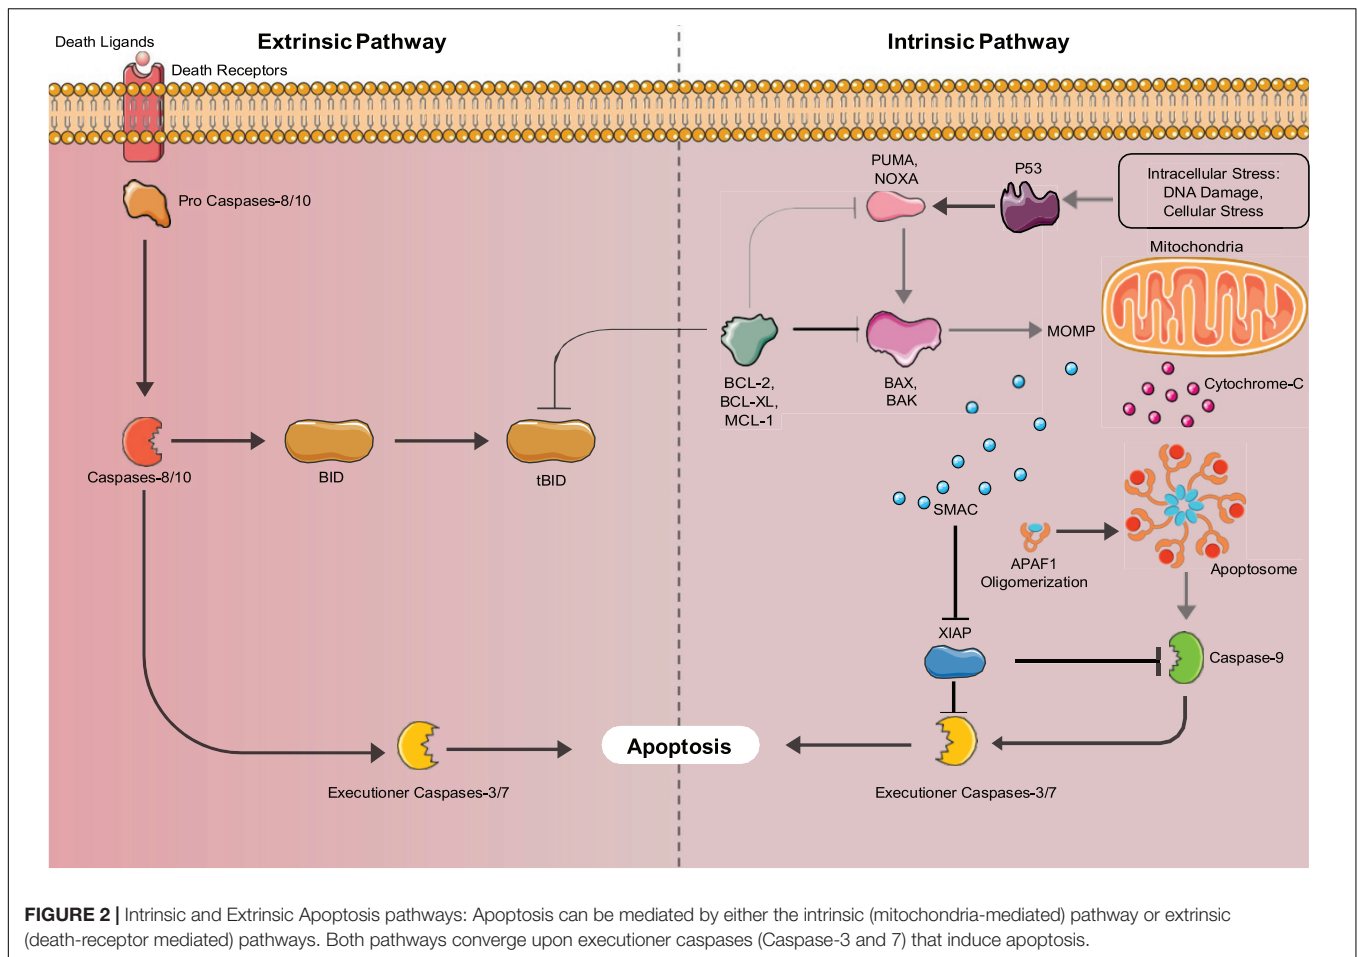 Death Ligands
Extrinsic Pathway
Intrinsic Pathway
Death Receptors
Pro Caspases-8/10
PUMA,
NOXA
P53
Intracellular Stress:
DNA Damage,
Cellular Stress
Mitochondria
MOMP
BCL-2,
BCL-XL,
MCL-1
BAX,
BAK
Cytochrome-C
Caspases-8/10
BID
tBID
SMAC
APAF1
Oligomerization
Apoptosome
XIAP
Caspase-9
Apoptosis
Executioner Caspases-3/7
Executioner Caspases-3/7
FIGURE 2 | Intrinsic and Extrinsic Apoptosis pathways: Apoptosis can be mediated by either the intrinsic (mitochondria-mediated) pathway or extrinsic
(death-receptor mediated) pathways. Both pathways converge upon executioner caspases (Caspase-3 and 7) that induce apoptosis.